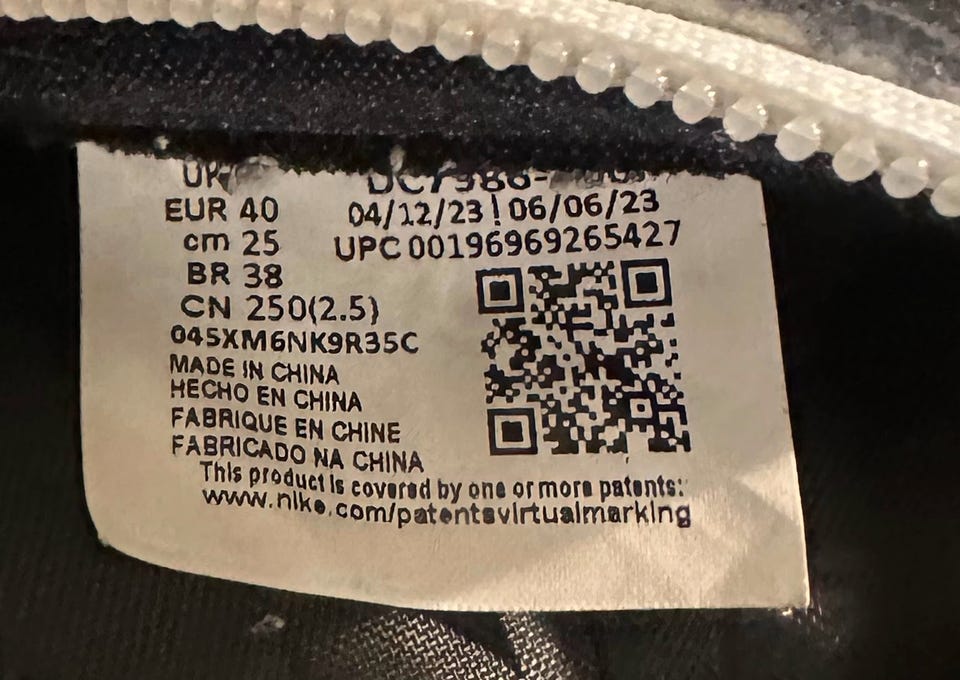 EUR 40 04/12/23 | 06/06/23
cm 25 UPC 00196969265427
BR 38
CN 250(2.5)
045XM6NK9R35C
MADE IN CHINA
HECHO EN CHINA
FABRIQUE EN CHINE
FABRICADO NA CHINA
This product is covered by one or more patents:
www.nike.com/patentsvirtualmarking